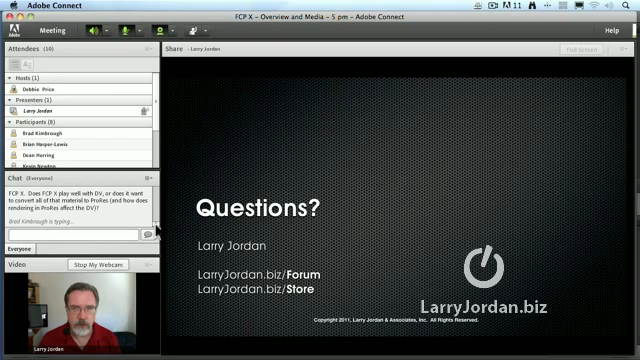 Adobe Connect
11
FCP X - Overview and Media - 5 pm - Adobe Connect
Adobe
Meeting
Help
Attendees (10)
Share - Larry Jordan
Full Screen
Hosts (1)
Debbie Price
Presenters (1)
Larry Jordan
Participants (8)
Brad Kimbrough
Brian Harper-Lewis
Dean Herring
Kevin Newton
Chat (Everyone)
FCP X. Does FCP X play well with DV, or does it want
to convert all of that material to ProRes (and how does
rendering in ProRes affect the DV)?
Brad Kimbrough is typing...
Everyone
Video
Stop My Webcam
Larry Jordan
Questions?
Larry Jordan
LarryJordan.biz/Forum
LarryJordan.biz/Store
LarryJordan.biz
Copyright 2011, Larry Jordan & Associates, Inc. All Rights Reserved.